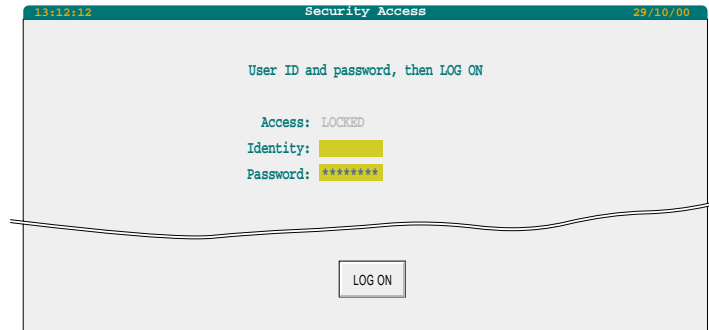 13:12:12 Security Access 29/10/00
User ID and password, then LOG ON
Access: LOCKED
Identity:
Password: ********
LOG ON